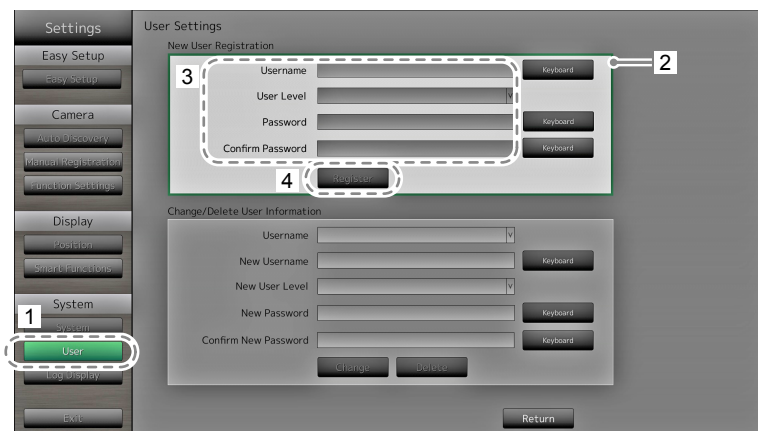 Settings
Easy Setup
Easy Setup
Camera
Auto Discovery
Manual Registration
Function Settings
Display
Position
Smart Functions
System
1
System
User
Log Display
Exit
User Settings
New User Registration
2
3
Username Keyboard
User Level v
Password Keyboard
Confirm Password Keyboard
4 Register
Change/Delete User Information
Username v
New Username Keyboard
New User Level v
New Password Keyboard
Confirm New Password Keyboard
Change Delete
Return